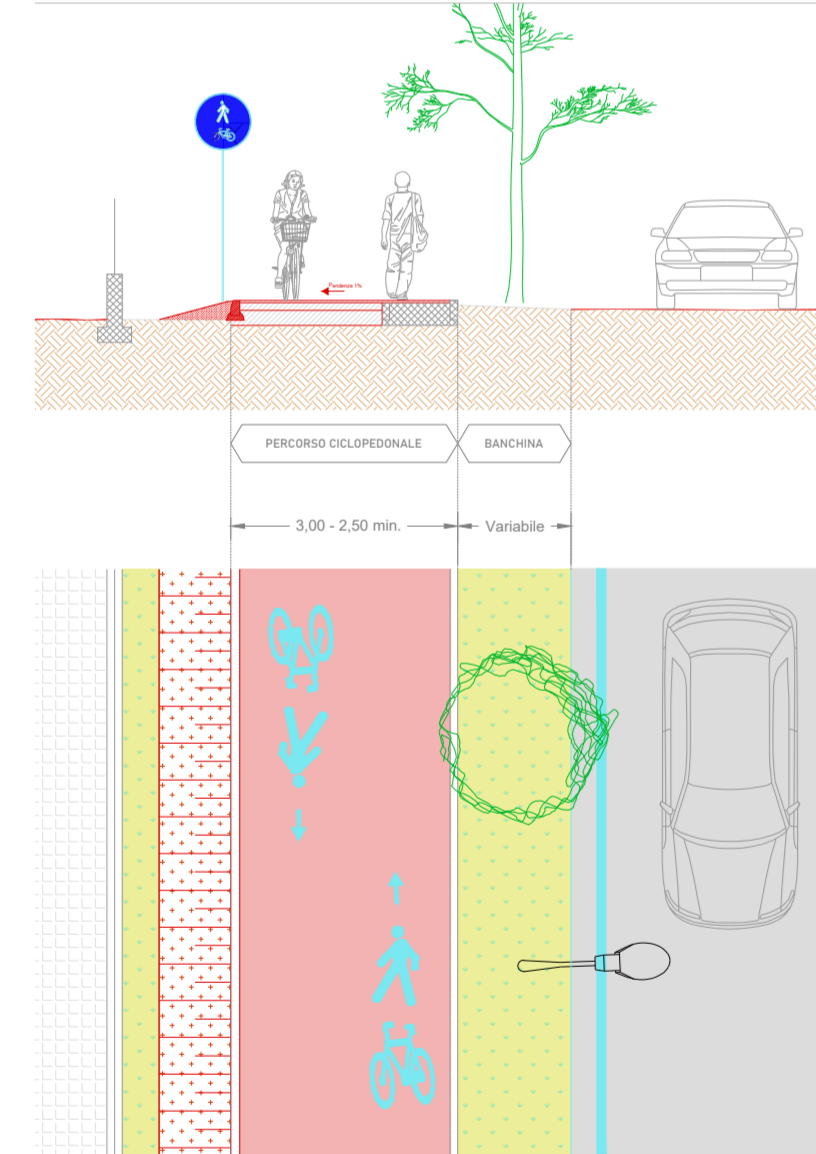 Pendenza 1%
PERCORSO CICLOPEDONALE
BANCHINA
3,00 - 2,50 min.
Variabile